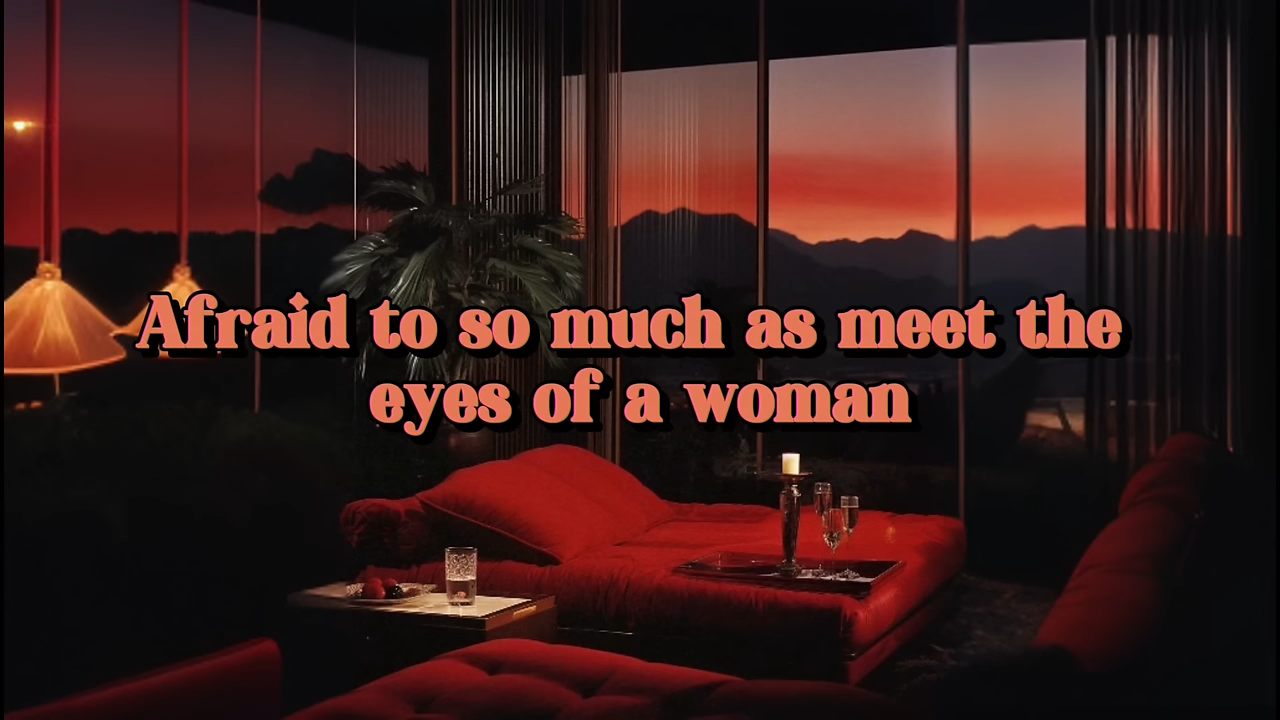 Afraid to so much as meet the
eyes of a woman